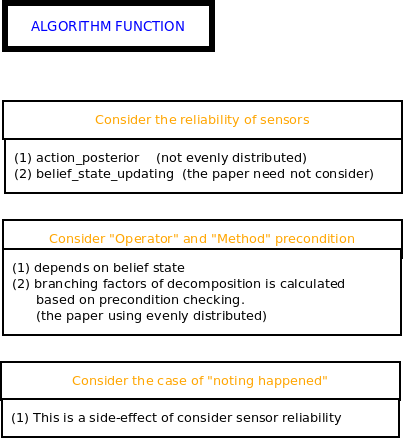 ALGORITHM FUNCTION
Consider the reliability of sensors
(1) action_posterior (not evenly distributed)
(2) belief_state_updating (the paper need not consider)
Consider "Operator" and "Method" precondition
(1) depends on belief state
(2) branching factors of decomposition is calculated
based on precondition checking.
(the paper using evenly distributed)
Consider the case of "noting happened"
(1) This is a side-effect of consider sensor reliability